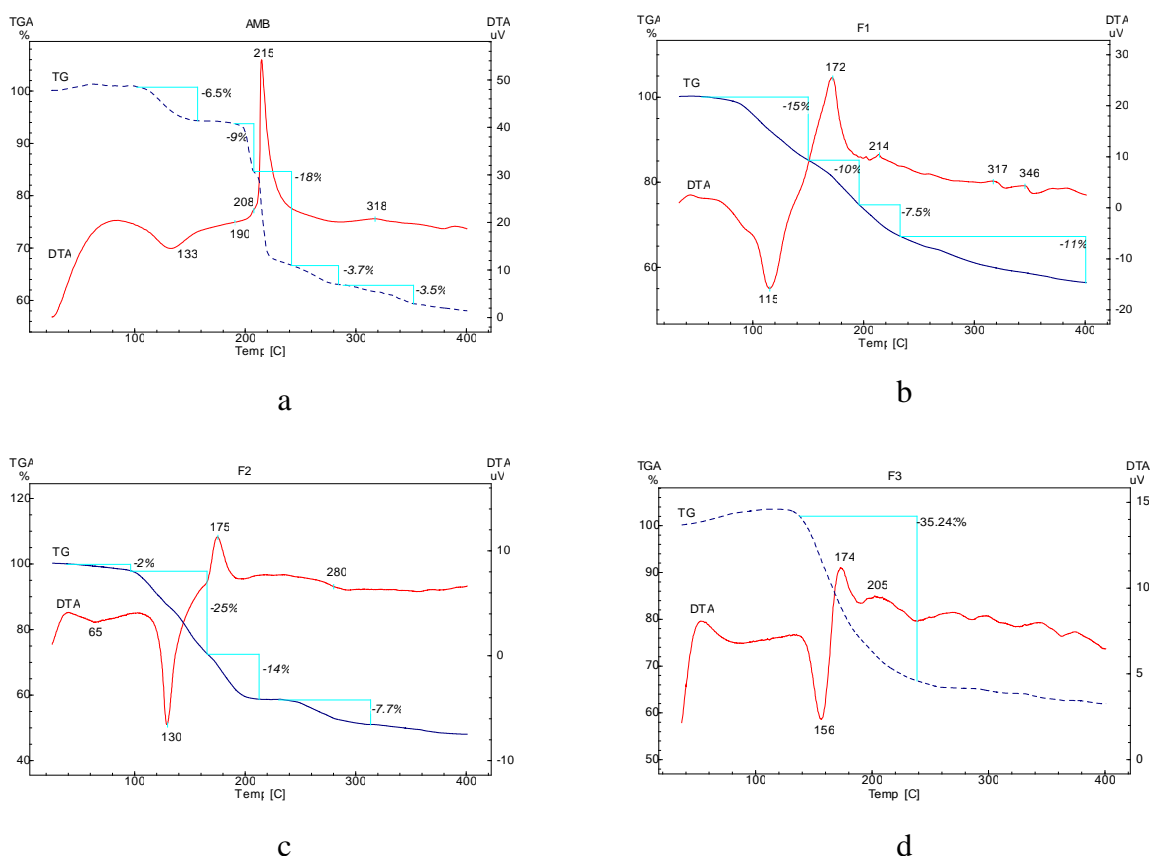 AMB
TGA
%
DTA
uV
TG
DTA
215
-6.5%
-9%
-18%
208
190
133
318
-3.7%
-3.5%
100
90
80
70
60
50
40
30
20
10
0
100
200
300
400
Temp [C]
a
F1
TGA
%
DTA
uV
TG
DTA
172
-15%
214
-10%
317
346
-7.5%
-11%
115
100
80
60
30
20
10
0
-10
-20
100
200
300
400
Temp [C]
b
F2
TGA
%
DTA
uV
TG
DTA
175
-2%
-25%
280
65
-14%
-7.7%
130
120
100
80
60
40
10
0
-10
100
200
300
400
Temp [C]
c
F3
TGA
%
DTA
uV
TG
DTA
-35.243%
174
205
156
100
90
80
70
60
50
15
10
5
0
100
200
300
400
Temp [C]
d